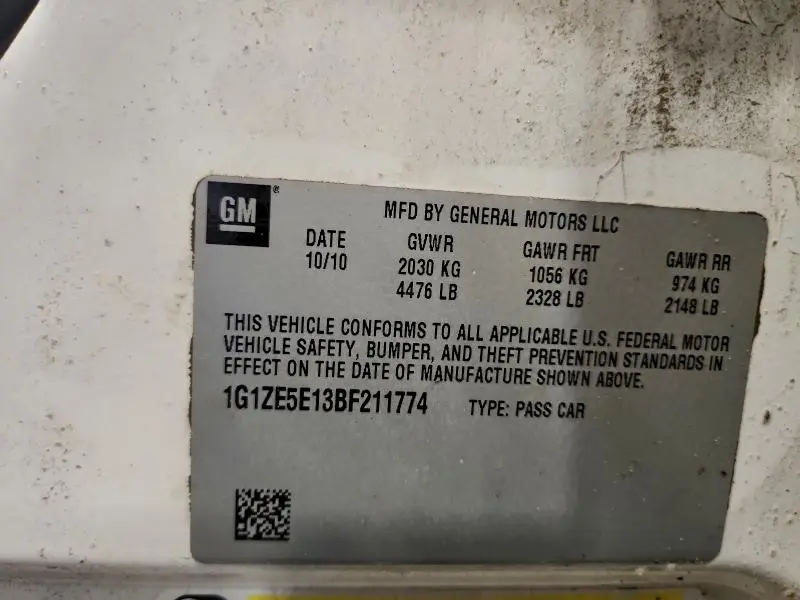 GM®
MFD BY GENERAL MOTORS LLC
DATE GVWR GAWR FRT GAWR RR
10/10 2030 KG 1056 KG 974 KG
4476 LB 2328 LB 2148 LB
THIS VEHICLE CONFORMS TO ALL APPLICABLE U.S. FEDERAL MOTOR
VEHICLE SAFETY, BUMPER, AND THEFT PREVENTION STANDARDS IN
EFFECT ON THE DATE OF MANUFACTURE SHOWN ABOVE.
1G1ZE5E13BF211774 TYPE: PASS CAR